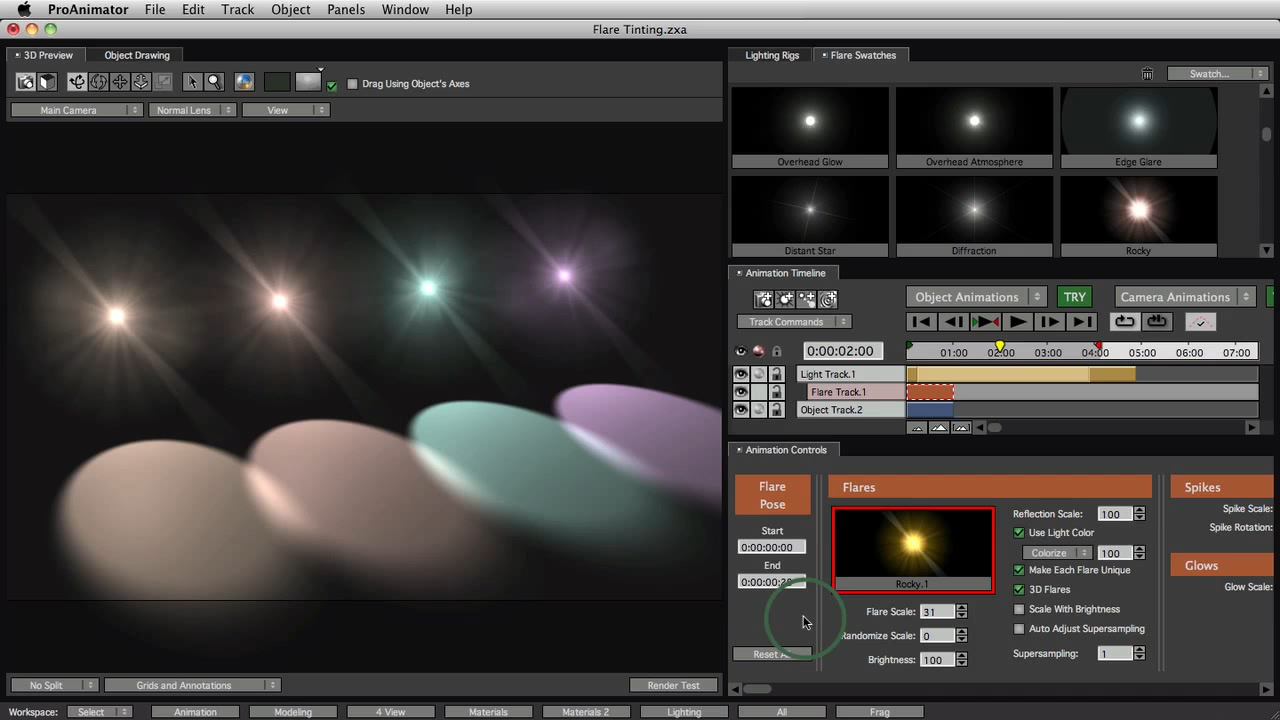 ProAnimator File Edit Track Object Panels Window Help
Flare Tinting.zxa
3D Preview Object Drawing
Drag Using Object's Axes
Main Camera Normal Lens View
No Split Grids and Annotations Render Test
Lighting Rigs Flare Swatches
Swatch...
Overhead Glow Overhead Atmosphere Edge Glare
Distant Star Diffraction Rocky
Animation Timeline
Object Animations TRY Camera Animations
Track Commands
0:00:02:00 01:00 02:00 03:00 04:00 05:00 06:00 07:00
Light Track.1
Flare Track.1
Object Track.2
Animation Controls
Flare Pose
Start
0:00:00:00
End
Flares
Rocky.1
Flare Scale: 31
Randomize Scale: 0
Brightness: 100
Reflection Scale: 100
Use Light Color
Colorize 100
Make Each Flare Unique
3D Flares
Scale With Brightness
Auto Adjust Supersampling
Supersampling: 1
Spikes
Spike Scale:
Spike Rotation:
Glows
Glow Scale:
Workspace: Select Animation Modeling 4 View Materials Materials 2 Lighting All Frag